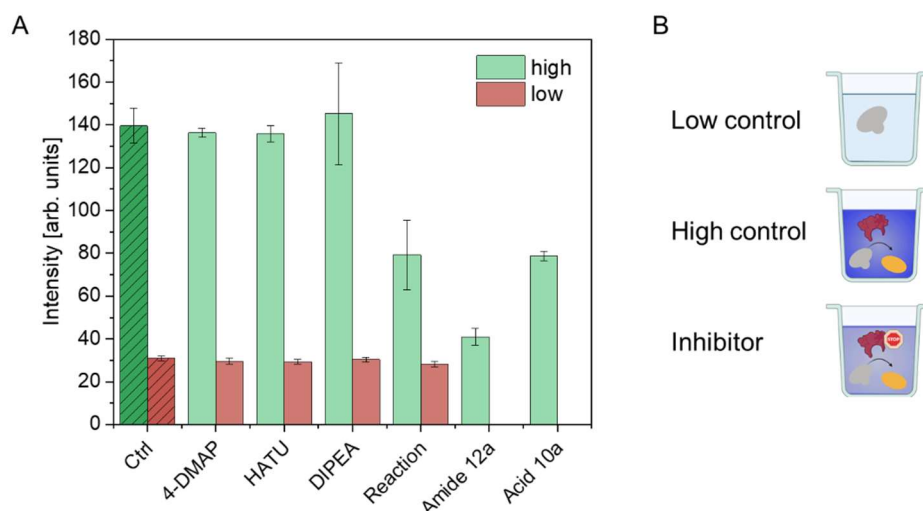 A
Intensity [arb. units]
160
140
120
100
80
60
40
20
0
high
low
Ctrl
4-DMAP
HATU
DIPEA
Reaction
Amide 12a
Acid 10a
B
Low control
High control
Inhibitor
STOP